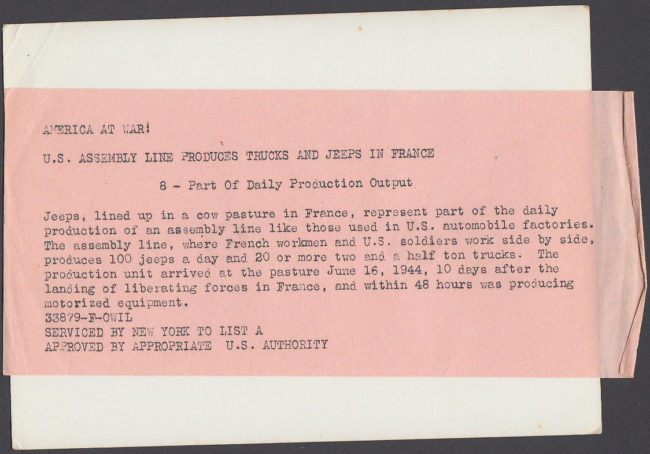 AMERICA AT WAR!
U.S. ASSEMBLY LINE PRODUCES TRUCKS AND JEEPS IN FRANCE
8 - Part Of Daily Production Output
Jeeps, lined up in a cow pasture in France, represent part of the daily
production of an assembly line like those used in U.S. automobile factories.
The assembly line, where French workmen and U.S. soldiers work side by side,
produces 100 jeeps a day and 20 or more two and a half ton trucks. The
production unit arrived at the pasture June 16, 1944, 10 days after the
landing of liberating forces in France, and within 48 hours was producing
motorized equipment.
33879-F-OWIL
SERVICED BY NEW YORK TO LIST A
APPROVED BY APPROPRIATE U.S. AUTHORITY